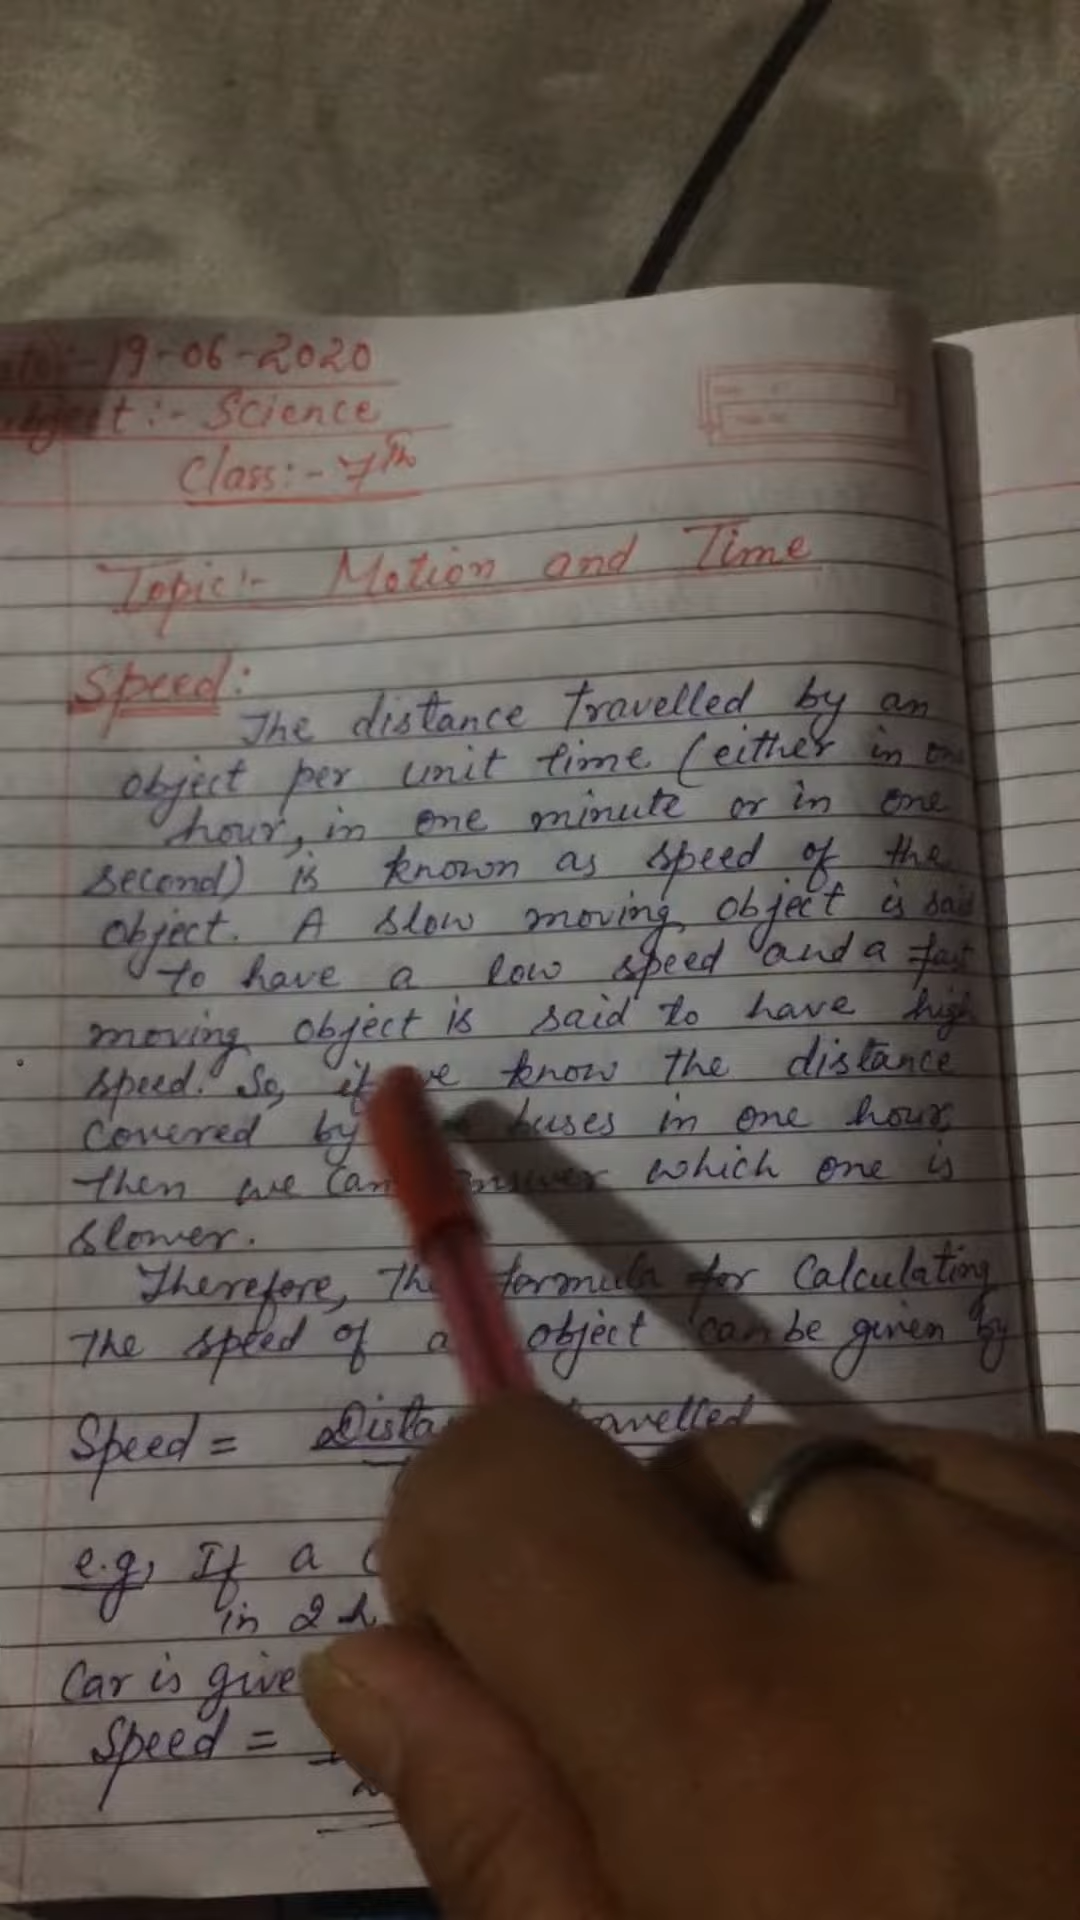 :-19-06-2020
:- Science
Class:- 7th
Topic:- Motion and Time
Speed:
The distance travelled by an
object per unit time (either in one
hour, in one minute or in one
second) is known as speed of the
object. A slow moving object is said
to have a low speed and a fast
moving object is said to have high
speed. So, if we know the distance
Covered by buses in one hour,
then we can answer which one is
slower.
Therefore, the formula for Calculating
the speed of a object can be given by
Speed = Dista avelled
e.g, If a
in 2 h
Car is give
Speed =
2